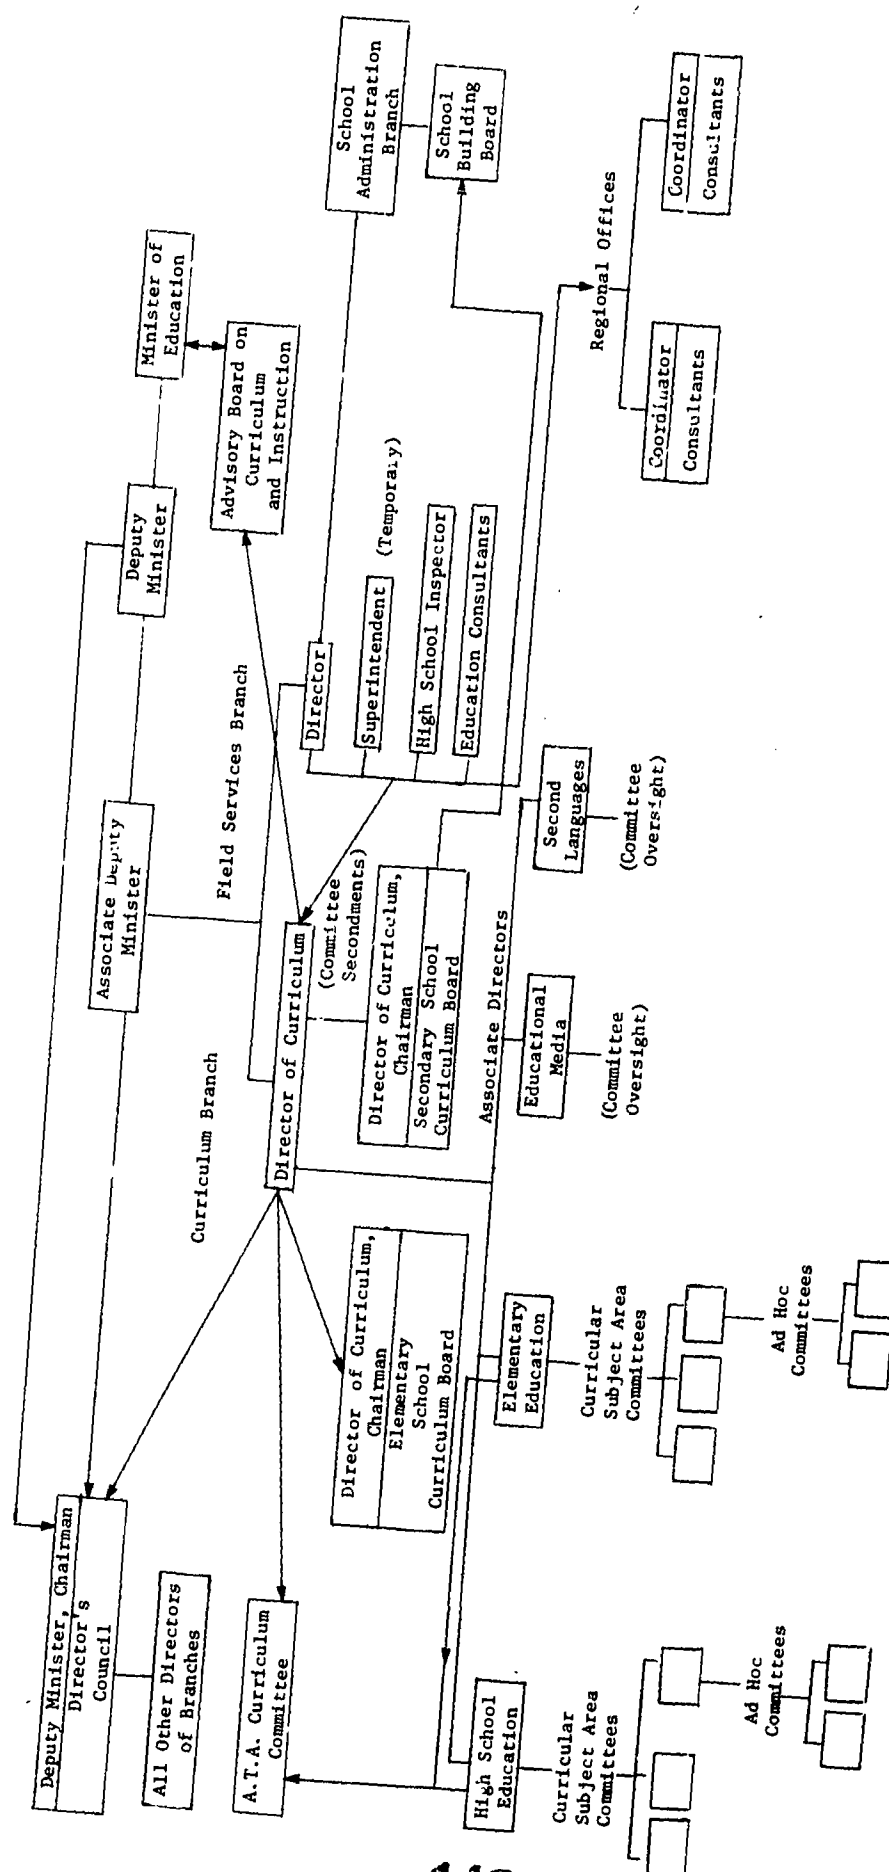 Minister of
Education
Deputy
Minister
Associate Deputy
Minister
Deputy Minister, Chairman
Director's
Council
All Other Directors
of Branches
Advisory Board on
Curriculum
and Instruction
Field Services Branch
Curriculum Branch
School
Administration
Branch
School
Building
Board
Director
Superintendent
(Temporary)
High School Inspector
Education Consultants
Director of Curriculum
(Committee
Secondments)
A.T.A. Curriculum
Committee
Director of Curriculum,
Chairman
Elementary
School
Curriculum Board
Director of Curriculum,
Chairman
Secondary School
Curriculum Board
Associate Directors
High School
Education
Elementary
Education
Educational
Media
Second
Languages
(Committee
Oversight)
(Committee
Oversight)
Regional Offices
Coordinator
Consultants
Coordinator
Consultants
Curricular
Subject Area
Committees
Curricular
Subject Area
Committees
Ad Hoc
Committees
Ad Hoc
Committees